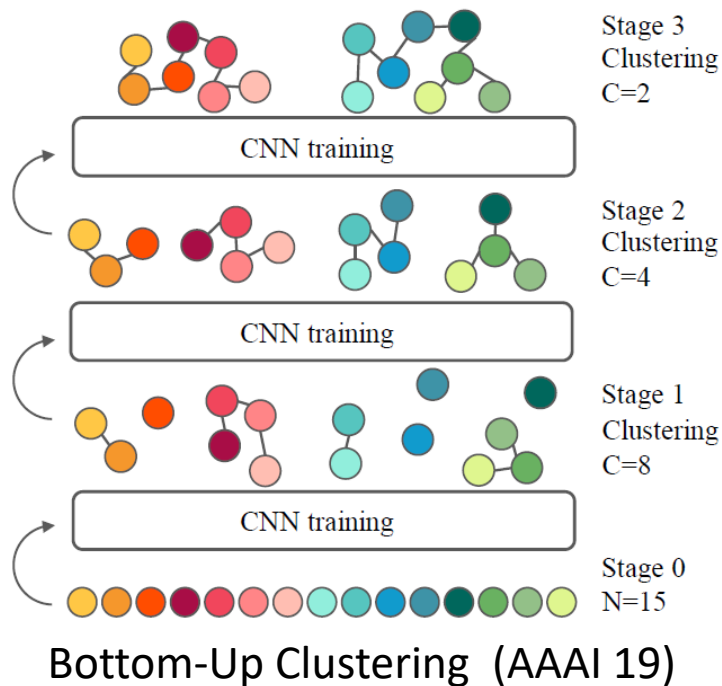 Stage 3
Clustering
C=2
CNN training
Stage 2
Clustering
C=4
CNN training
Stage 1
Clustering
C=8
CNN training
Stage 0
N=15
Bottom-Up Clustering (AAAI 19)